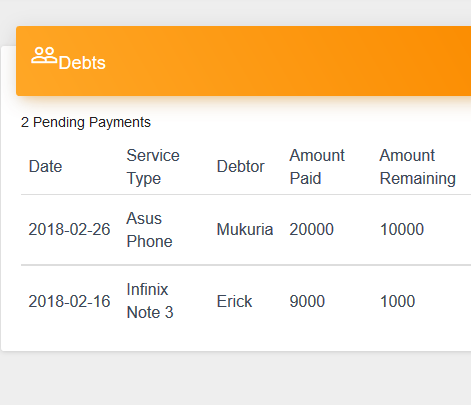 Debts
2 Pending Payments
Date Service Type Debtor Amount Paid Amount Remaining
2018-02-26 Asus Phone Mukuria 20000 10000
2018-02-16 Infinix Note 3 Erick 9000 1000